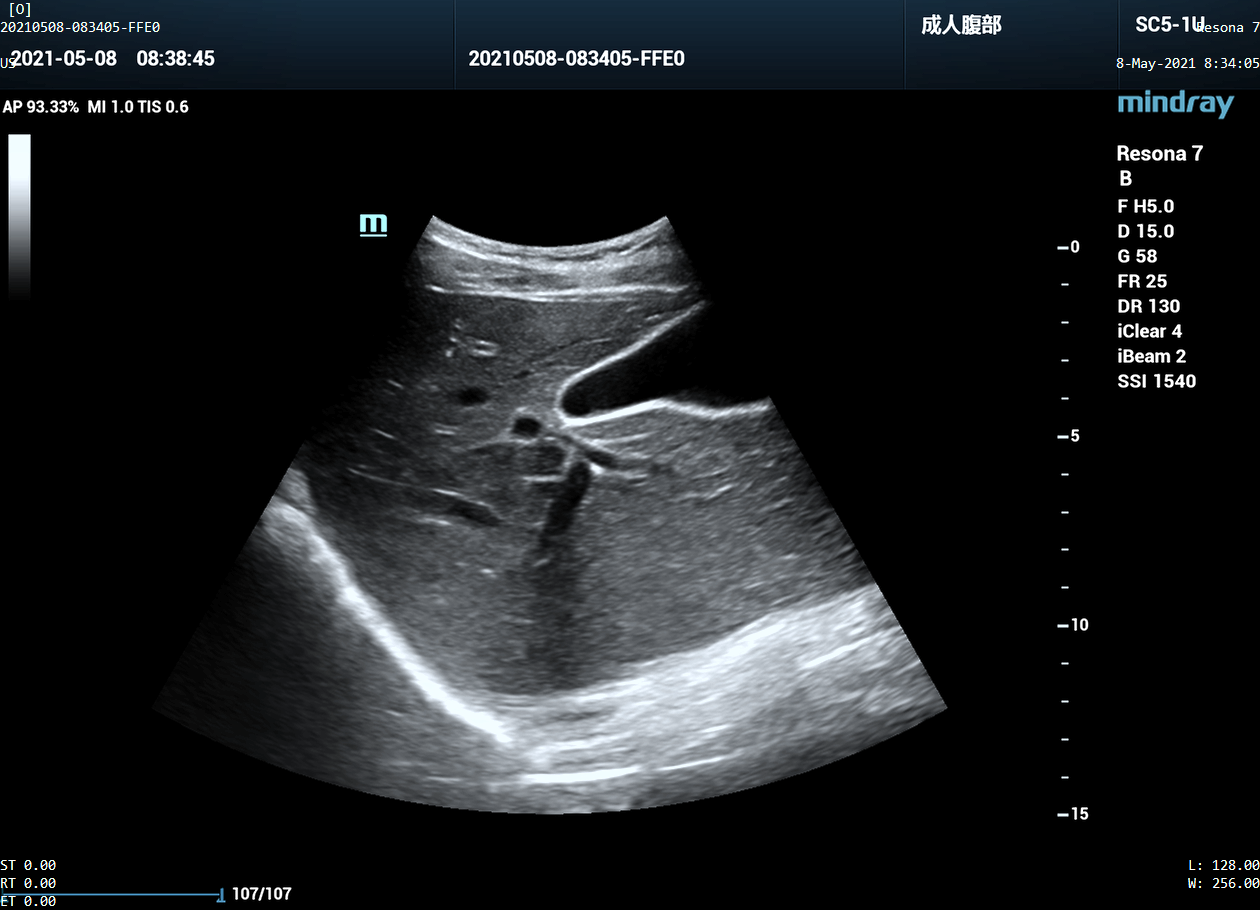 [O]
20210508-083405-FFE0
2021-05-08 08:38:45
US
20210508-083405-FFE0
成人腹部
SC5-1U
Resona 7
8-May-2021 8:34:05
AP 93.33% MI 1.0 TIS 0.6
mindray
Resona 7
B
F H5.0
D 15.0
G 58
FR 25
DR 130
iClear 4
iBeam 2
SSI 1540
m
0
5
10
15
ST 0.00
RT 0.00
ET 0.00
107/107
L: 128.00
W: 256.00